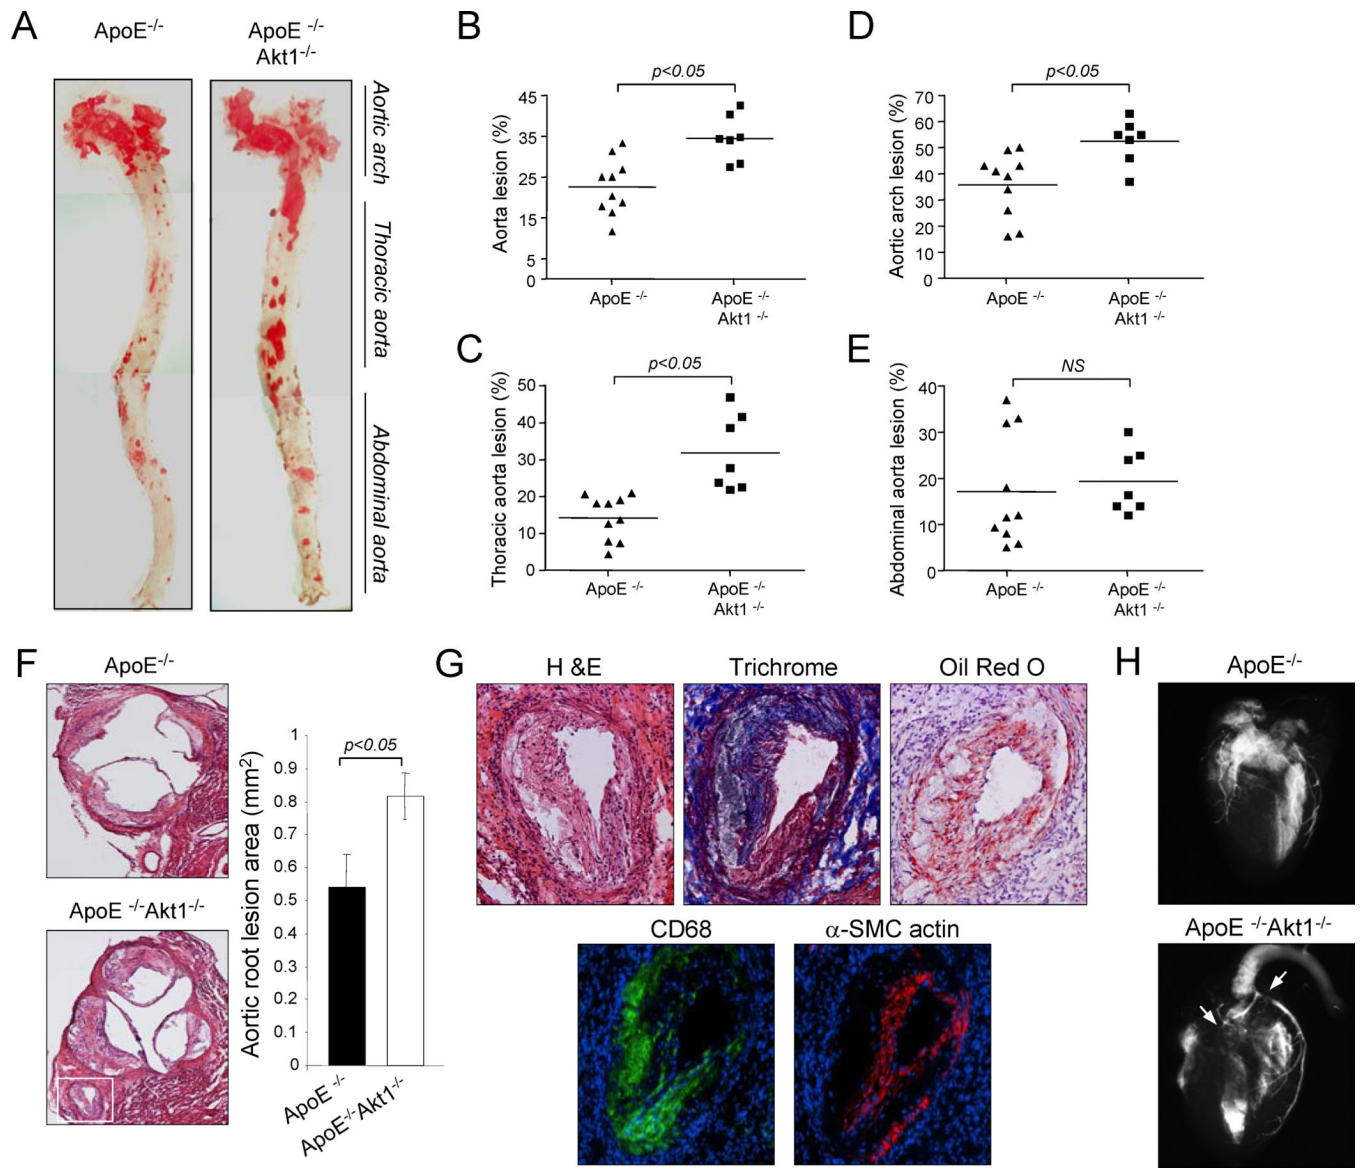 A
ApoE-/-
ApoE -/-
Akt1-/-
Aortic arch
Thoracic aorta
Abdominal aorta
B
p<0.05
Aorta lesion (%)
45
35
25
15
5
0
ApoE -/-
ApoE -/-
Akt1 -/-
D
p<0.05
Aortic arch lesion (%)
70
60
50
40
30
20
10
0
ApoE -/-
ApoE -/-
Akt1 -/-
C
p<0.05
Thoracic aorta lesion (%)
50
40
30
20
10
0
ApoE -/-
ApoE -/-
Akt1 -/-
E
NS
Abdominal aorta lesion (%)
40
30
20
10
0
ApoE -/-
ApoE -/-
Akt1 -/-
F
ApoE-/-
ApoE -/-Akt1-/-
Aortic root lesion area (mm2)
1
0.9
0.8
0.7
0.6
0.5
0.4
0.3
0.2
0.1
0
p<0.05
ApoE -/-
ApoE-/-Akt1-/-
G
H &E
Trichrome
Oil Red O
CD68
α-SMC actin
H
ApoE-/-
ApoE -/-Akt1-/-